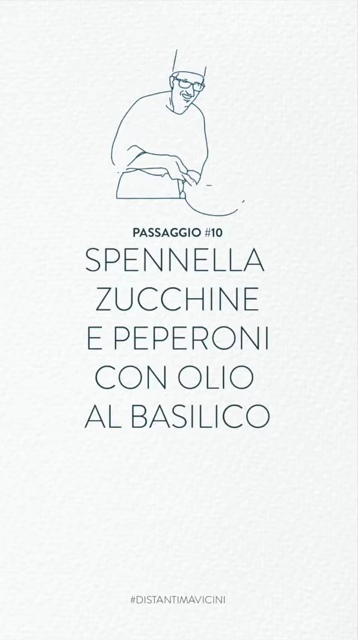 PASSAGGIO #10
SPENNELLA
ZUCCHINE
E PEPERONI
CON OLIO
AL BASILICO
#DISTANTIMAVICINI